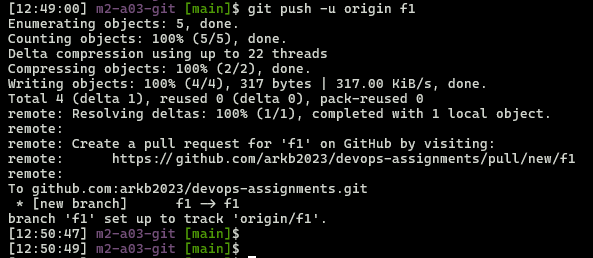 [12:49:00] m2-a03-git [main]$ git push -u origin f1
Enumerating objects: 5, done.
Counting objects: 100% (5/5), done.
Delta compression using up to 22 threads
Compressing objects: 100% (2/2), done.
Writing objects: 100% (4/4), 317 bytes | 317.00 KiB/s, done.
Total 4 (delta 1), reused 0 (delta 0), pack-reused 0
remote: Resolving deltas: 100% (1/1), completed with 1 local object.
remote:
remote: Create a pull request for 'f1' on GitHub by visiting:
remote:      https://github.com/arkb2023/devops-assignments/pull/new/f1
remote:
To github.com:arkb2023/devops-assignments.git
 * [new branch]      f1 -> f1
branch 'f1' set up to track 'origin/f1'.
[12:50:47] m2-a03-git [main]$
[12:50:49] m2-a03-git [main]$